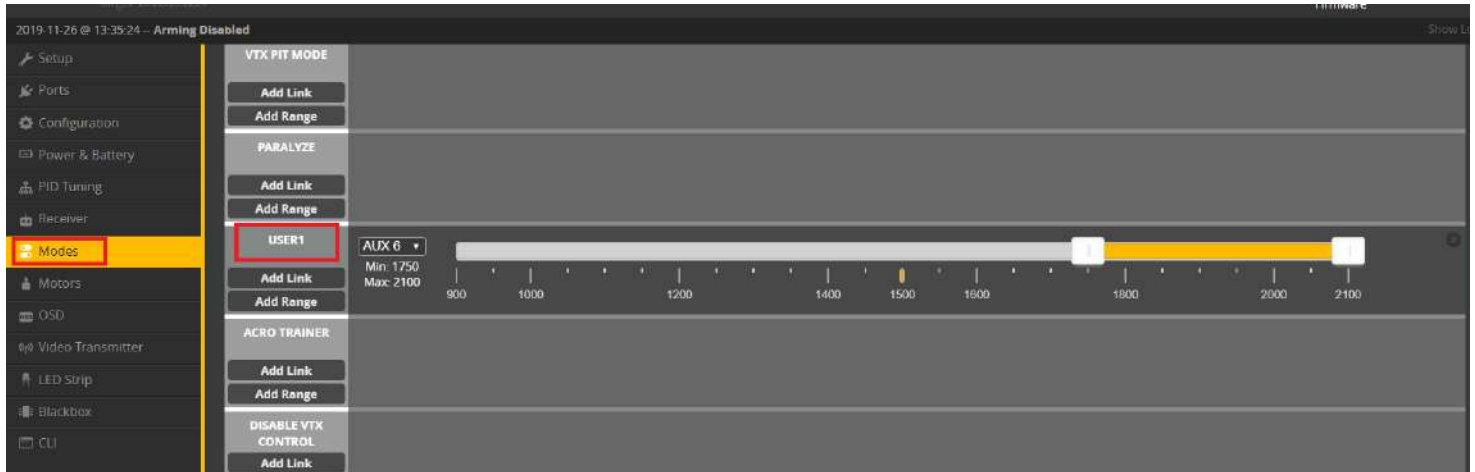 Firmware
2019-11-26 @ 13:35:24 -- Arming Disabled
Show
Setup
Ports
Configuration
Power & Battery
PID Tuning
Receiver
Modes
Motors
OSD
Video Transmitter
LED Strip
Blackbox
CLI
VTX PIT MODE
Add Link
Add Range
PARALYZE
Add Link
Add Range
USER1
Add Link
Add Range
AUX 6
Min: 1750
Max: 2100
900 1000 1200 1400 1500 1600 1800 2000 2100
ACRO TRAINER
Add Link
Add Range
DISABLE VTX
CONTROL
Add Link